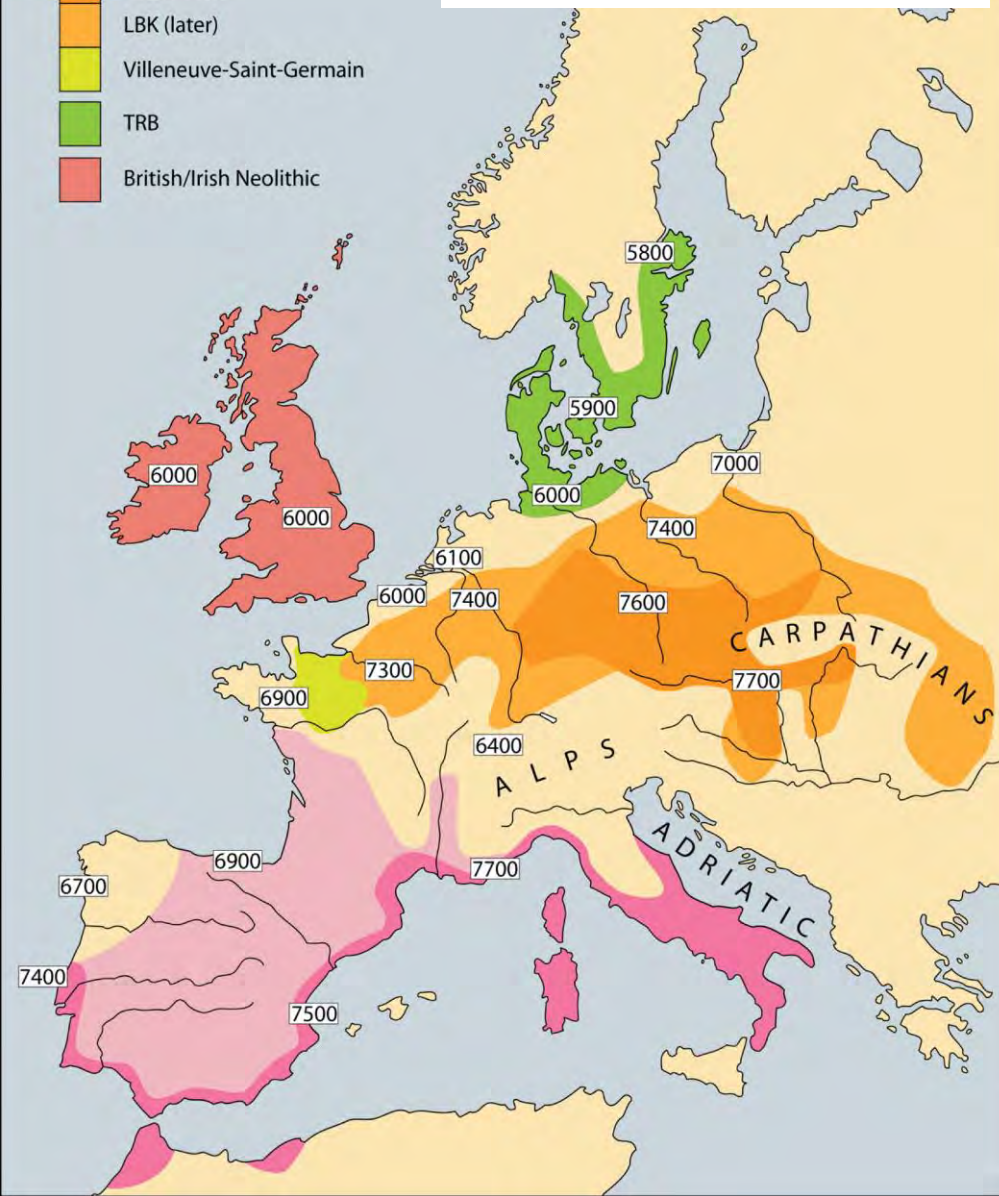 LBK (later)
Villeneuve-Saint-Germain
TRB
British/Irish Neolithic
5800
5900
6000
7000
6000
6000
7400
6100
6000
7400
7600
CARPATHIANS
7300
7700
6900
6400
ALPS
ADRIATIC
6900
7700
6700
7400
7500